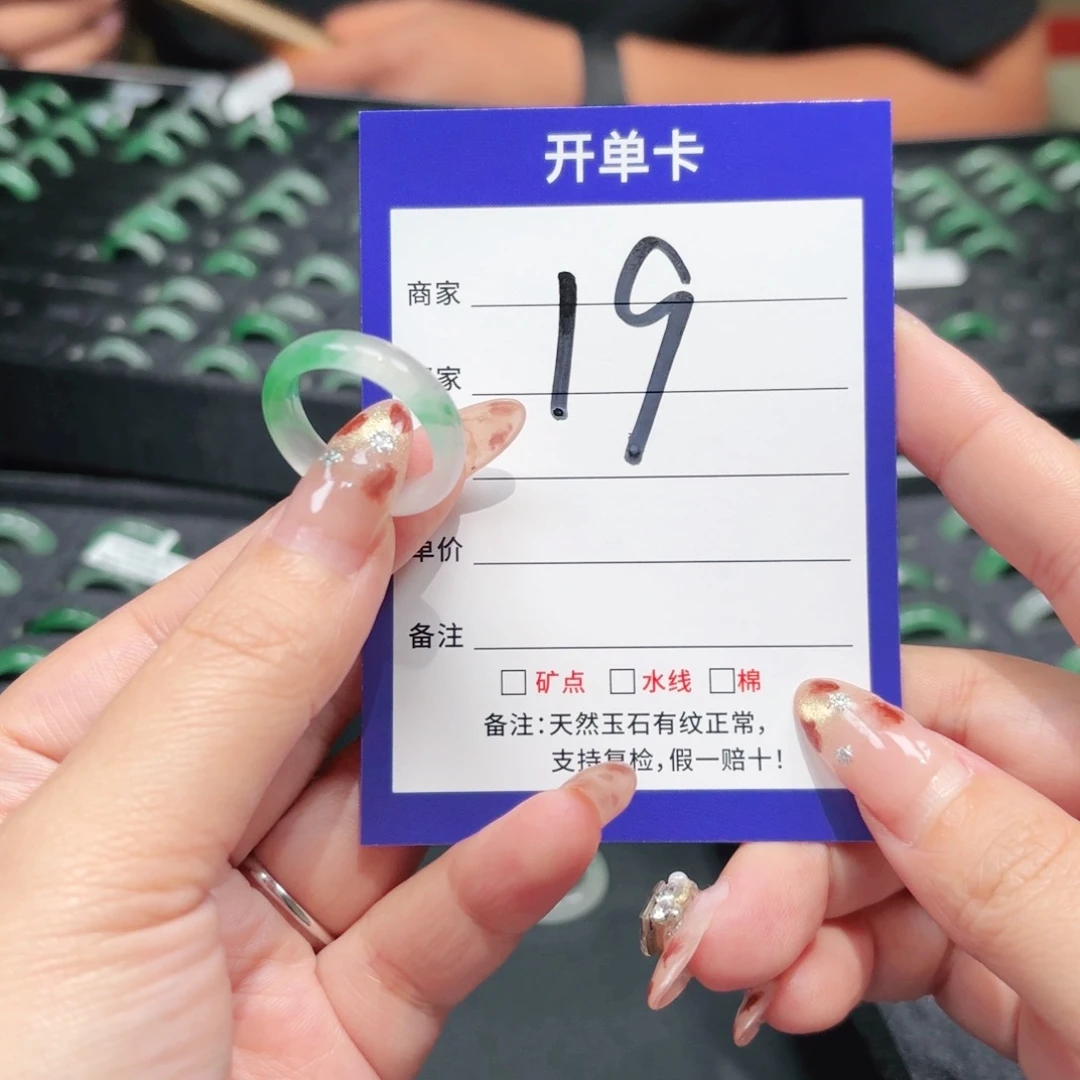 开单卡
19
商家
家
单价
备注
矿点 水线 棉
备注:天然玉石有纹正常,
支持复检,假一赔十!